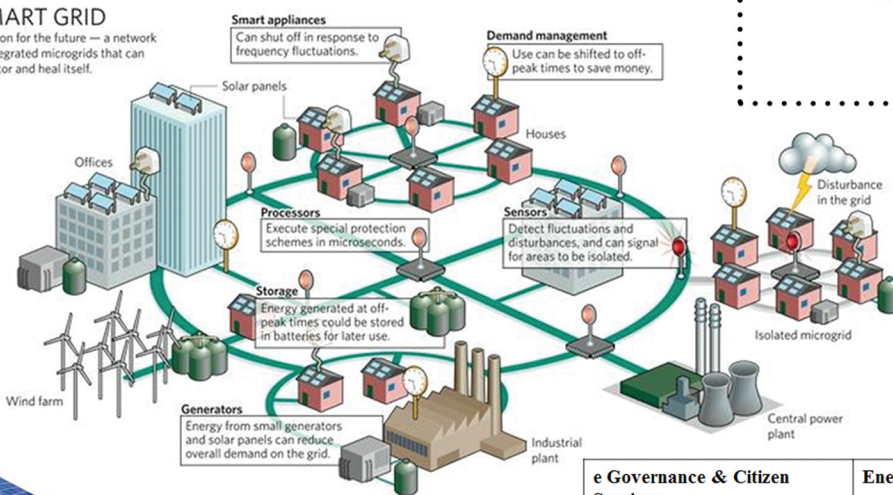 MART GRID
on for the future — a network
egrated microgrids that can
tor and heal itself.
Smart appliances
Can shut off in response to
frequency fluctuations.
Demand management
Use can be shifted to off-
peak times to save money.
Solar panels
Houses
Offices
Disturbance
in the grid
Processors
Execute special protection
schemes in microseconds.
Sensors
Detect fluctuations and
disturbances, and can signal
for areas to be isolated.
Storage
Energy generated at off-
peak times could be stored
in batteries for later use.
Isolated microgrid
Wind farm
Generators
Energy from small generators
and solar panels can reduce
overall demand on the grid.
Industrial
plant
Central power
plant
e Governance & Citizen
Ene